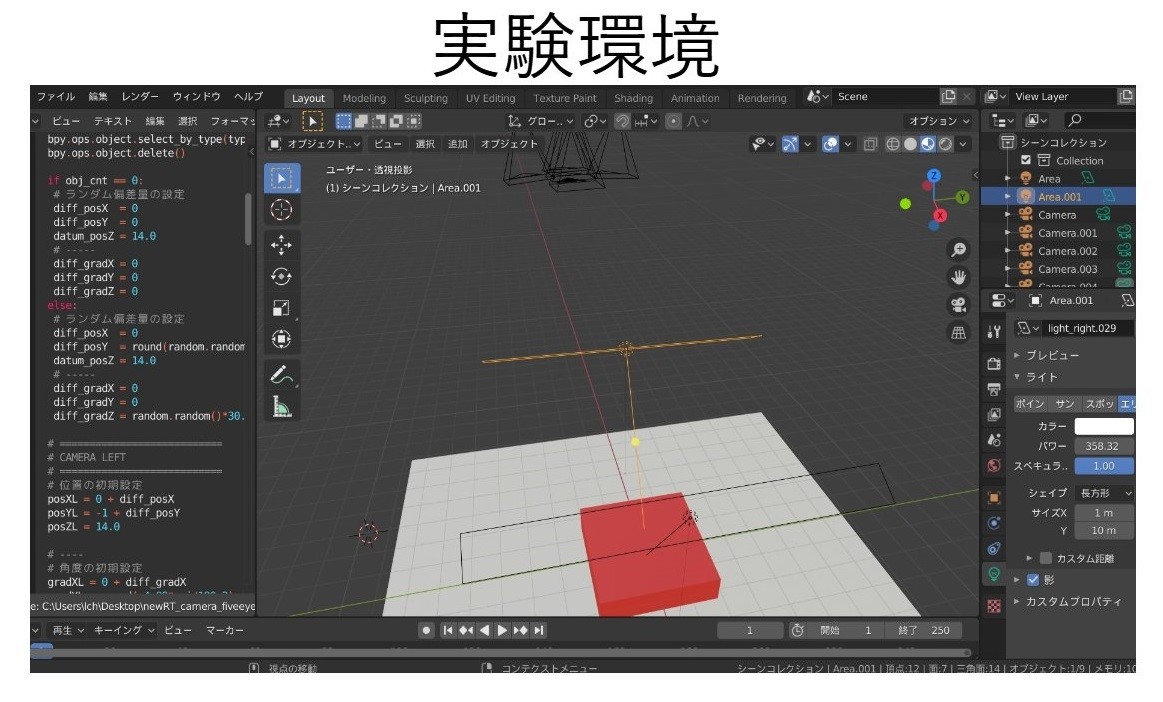 実験環境
ファイル 編集 レンダー ウィンドウ ヘルプ Layout Modeling Sculpting UV Editing Texture Paint Shading Animation Rendering Scene View Layer
ビュー テキスト 編集 選択 フォーマッ グロー.. オプション
オブジェクト.. ビュー 選択 追加 オブジェクト
bpy.ops.object.select_by_type(typ
bpy.ops.object.delete()
if obj_cnt == 0:
# ランダム偏差量の設定
diff_posX = 0
diff_posY = 0
datum_posZ = 14.0
# -----
diff_gradX = 0
diff_gradY = 0
diff_gradZ = 0
else:
# ランダム偏差量の設定
diff_posX = 0
diff_posY = round(random.random
datum_posZ = 14.0
# -----
diff_gradX = 0
diff_gradY = 0
diff_gradZ = random.random()*30.
# ===========================
# CAMERA LEFT
# ===========================
# 位置の初期設定
posXL = 0 + diff_posX
posYL = -1 + diff_posY
posZL = 14.0
# ----
# 角度の初期設定
gradXL = 0 + diff_gradX
e: C:\Users\lch\Desktop\newRT_camera_fiveeye
ユーザー・透視投影
(1) シーンコレクション | Area.001
Z
Y
X
シーンコレクション
Collection
Area
Area.001
Camera
Camera.001
Camera.002
Camera.003
Camera.004
Area.001
light_right.029
プレビュー
ライト
ポイン サン スポッ エリ
カラー
パワー 358.32
スペキュラ.. 1.00
シェイプ 長方形
サイズX 1 m
Y 10 m
カスタム距離
影
カスタムプロパティ
再生 キーイング ビュー マーカー 1 開始 1 終了 250
視点の移動 コンテクストメニュー シーンコレクション | Area.001 | 頂点:12 | 面:7 | 三角面:14 | オブジェクト:1/9 | メモリ:10